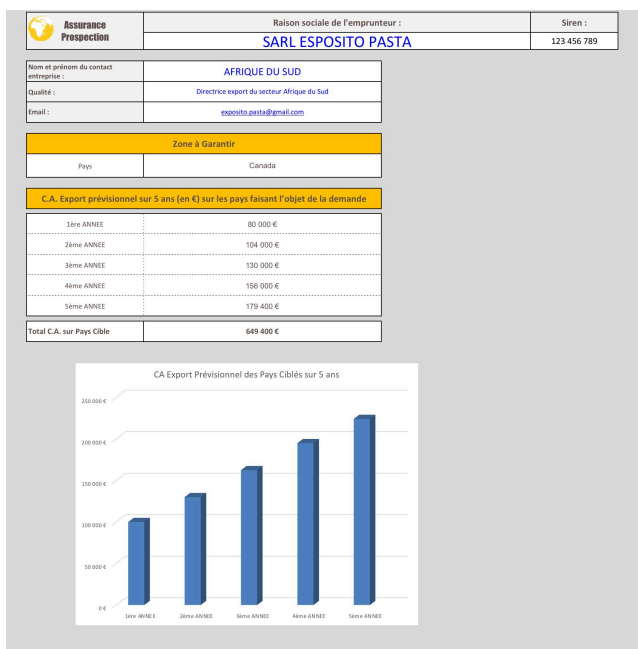 Assurance
Prospection
Raison sociale de l'emprunteur :
Siren :
SARL ESPOSITO PASTA
123 456 789
Nom et prénom du contact
entreprise :
AFRIQUE DU SUD
Qualité :
Directrice export du secteur Afrique du Sud
Email :
exposito.pasta@gmail.com
Zone à Garantir
Pays
Canada
C.A. Export prévisionnel sur 5 ans (en €) sur les pays faisant l'objet de la demande
1ère ANNEE
80 000 €
2ème ANNEE
104 000 €
3ème ANNEE
130 000 €
4ème ANNEE
156 000 €
5ème ANNEE
179 400 €
Total C.A. sur Pays Cible
649 400 €
CA Export Prévisionnel des Pays Ciblés sur 5 ans
250 000 €
200 000 €
150 000 €
100 000 €
50 000 €
0 €
1ère ANNEE
2ème ANNEE
3ème ANNEE
4ème ANNEE
5ème ANNEE